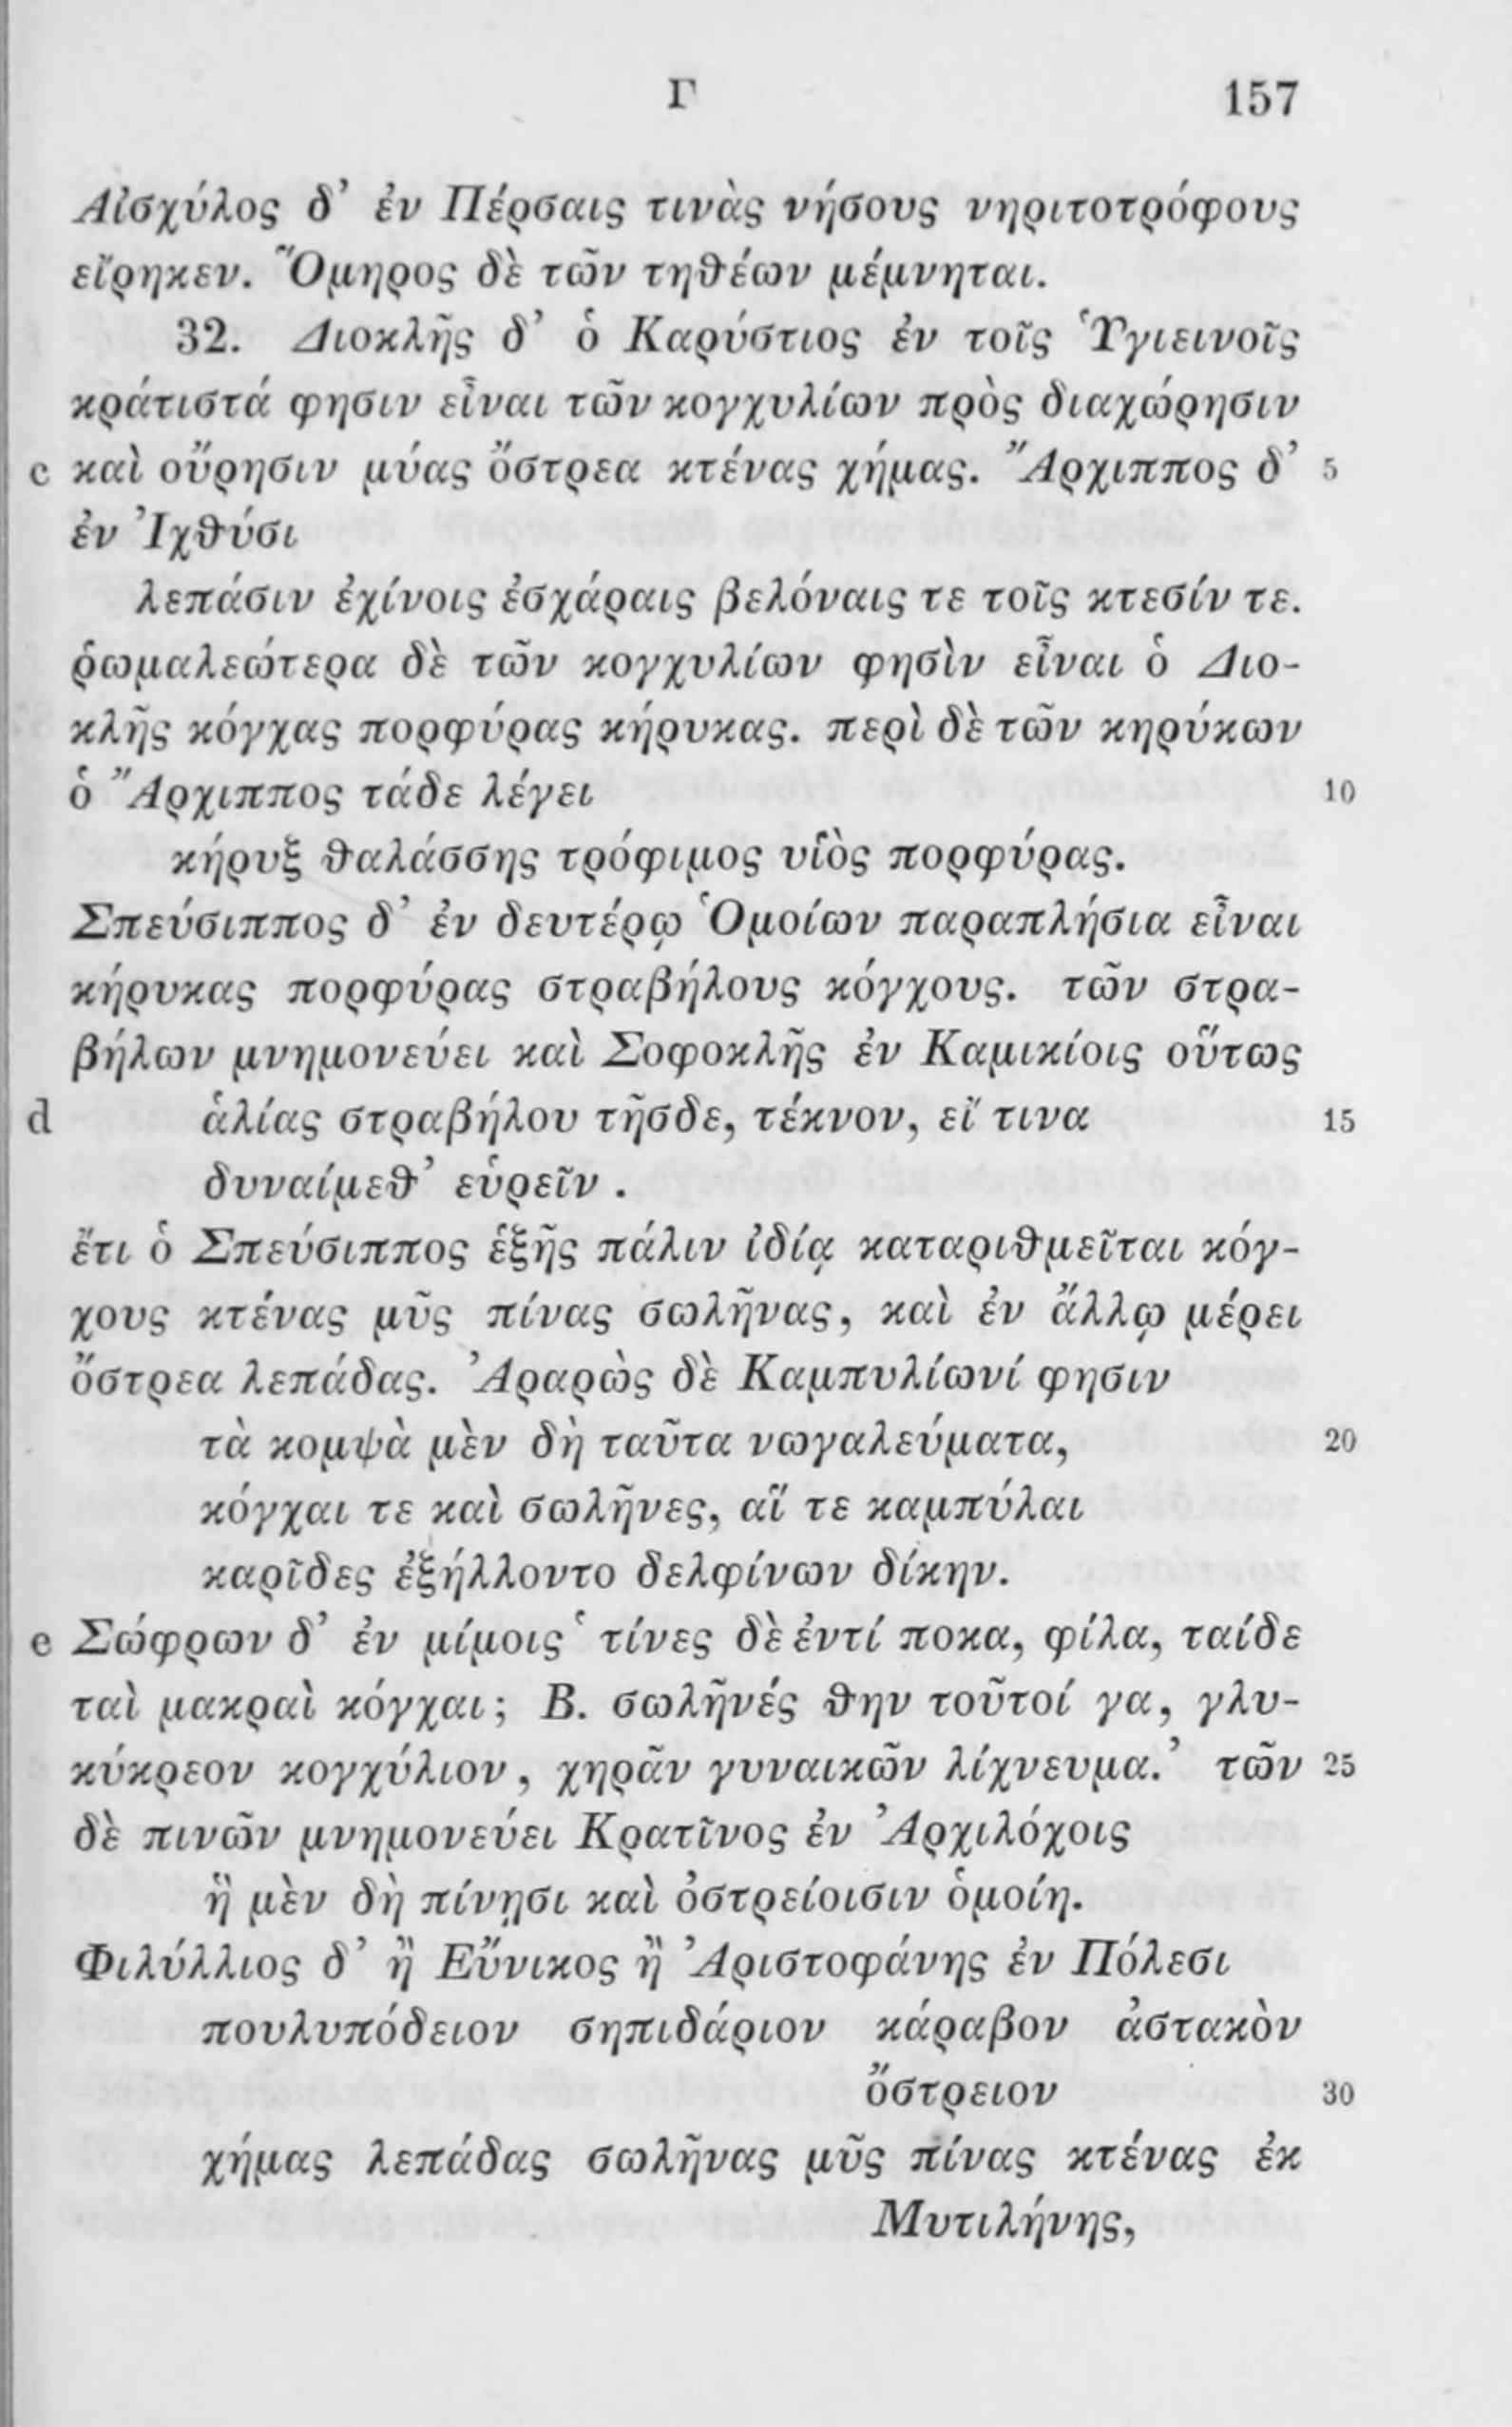 Γ 157
Αἰσχύλος δ’ ἐν Πέρσαις τινὰς νήσους νηριτοτρόφους
εἴρηκεν. Ὅμηρος δὲ τῶν τηθέων μέμνηται.
32. Διοκλῆς δ’ ὁ Καρύστιος ἐν τοῖς Ὑγιεινοῖς
κράτιστά φησιν εἶναι τῶν κογχυλίων πρὸς διαχώρησιν
c καὶ οὔρησιν μύας ὄστρεα κτένας χήμας. Ἄρχιππος δ’ 5
ἐν Ἰχθύσι
λεπάσιν ἐχίνοις ἐσχάραις βελόναις τε τοῖς κτεσίν τε.
ῥωμαλεώτερα δὲ τῶν κογχυλίων φησὶν εἶναι ὁ Διο-
κλῆς κόγχας πορφύρας κήρυκας. περὶ δὲ τῶν κηρύκων
ὁ Ἄρχιππος τάδε λέγει 10
κήρυξ θαλάσσης τρόφιμος υἱὸς πορφύρας.
Σπεύσιππος δ’ ἐν δευτέρῳ Ὁμοίων παραπλήσια εἶναι
κήρυκας πορφύρας στραβήλους κόγχους. τῶν στρα-
βήλων μνημονεύει καὶ Σοφοκλῆς ἐν Καμικίοις οὕτως
d ἁλίας στραβήλου τῆσδε, τέκνον, εἴ τινα 15
δυναίμεθ’ εὑρεῖν .
ἔτι ὁ Σπεύσιππος ἑξῆς πάλιν ἰδίᾳ καταριθμεῖται κόγ-
χους κτένας μῦς πίνας σωλῆνας, καὶ ἐν ἄλλῳ μέρει
ὄστρεα λεπάδας. Ἀραρὼς δὲ Καμπυλίωνί φησιν
τὰ κομψὰ μὲν δὴ ταῦτα νωγαλεύματα, 20
κόγχαι τε καὶ σωλῆνες, αἵ τε καμπύλαι
καρῖδες ἐξήλλοντο δελφίνων δίκην.
e Σώφρων δ’ ἐν μίμοις ‘ τίνες δὲ ἐντί ποκα, φίλα, ταίδε
ταὶ μακραὶ κόγχαι; Β. σωλῆνές θην τοῦτοί γα, γλυ-
κύκρεον κογχύλιον, χηρᾶν γυναικῶν λίχνευμα.’ τῶν 25
δὲ πινῶν μνημονεύει Κρατῖνος ἐν Ἀρχιλόχοις
ἣ μὲν δὴ πίνῃσι καὶ ὀστρείοισιν ὁμοίη.
Φιλύλλιος δ’ ἢ Εὔνικος ἢ Ἀριστοφάνης ἐν Πόλεσι
πουλυπόδειον σηπιδάριον κάραβον ἀστακὸν
ὄστρειον 30
χήμας λεπάδας σωλῆνας μῦς πίνας κτένας ἐκ
Μυτιλήνης,